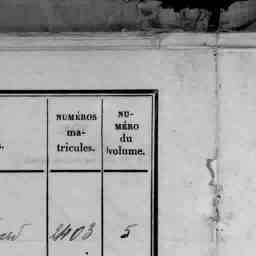 NUMÉROS
ma-
tricules.
NU-
MÉRO
du
volume.
2403 5